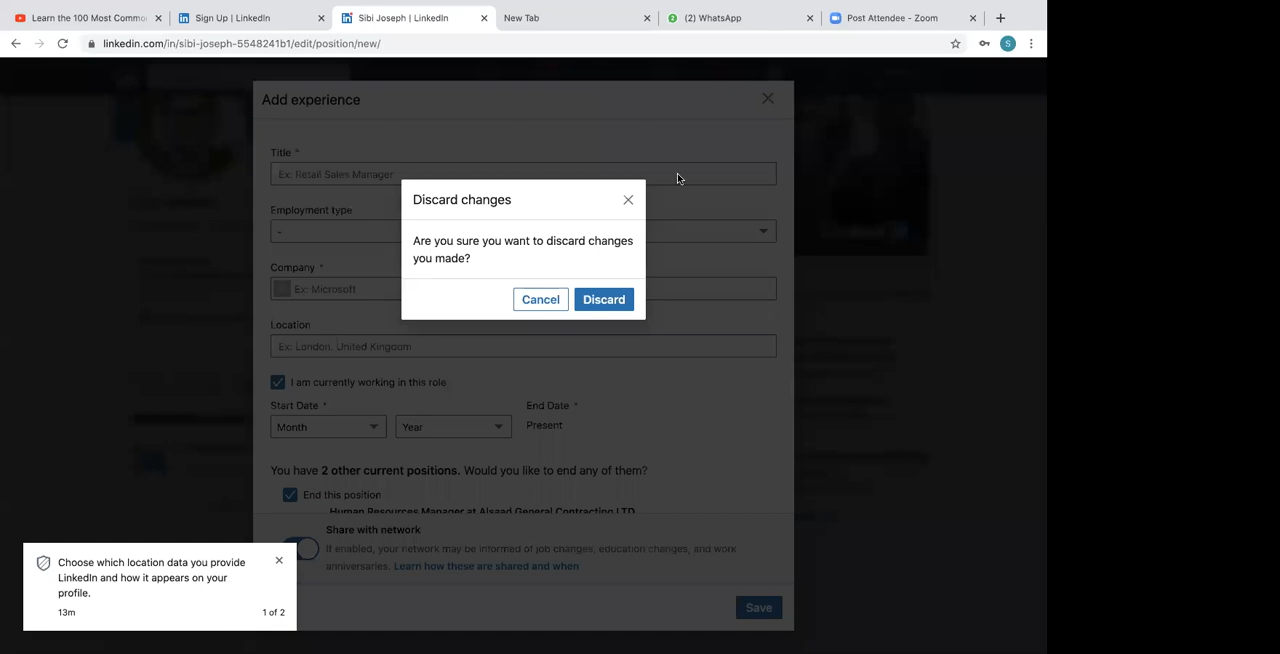 Learn the 100 Most Commo
Sign Up | LinkedIn
Sibi Joseph | LinkedIn
New Tab
(2) WhatsApp
Post Attendee - Zoom
linkedin.com/in/sibi-joseph-5548241b1/edit/position/new/
S
Add experience
Title *
Ex: Retail Sales Manager
Discard changes
Employment type
-
Are you sure you want to discard changes
you made?
Company *
Ex: Microsoft
Cancel
Discard
Location
Ex: London, United Kingdom
I am currently working in this role
Start Date *
End Date *
Month
Year
Present
You have 2 other current positions. Would you like to end any of them?
End this position
Human Resources Manager at Alsaad General Contracting LTD
Share with network
If enabled, your network may be informed of job changes, education changes, and work
anniversaries. Learn how these are shared and when
Choose which location data you provide
LinkedIn and how it appears on your
profile.
13m
1 of 2
Save